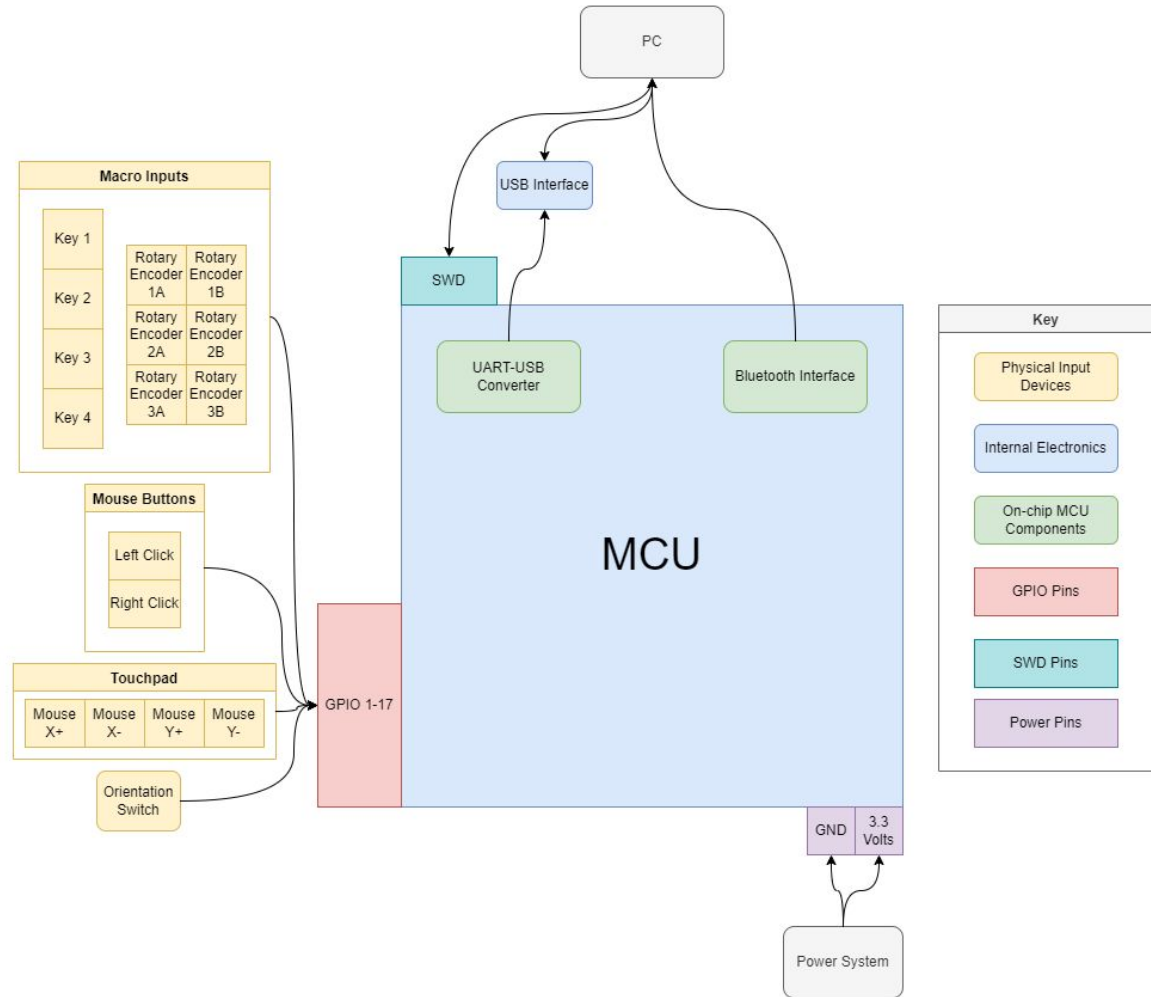 PC
USB Interface
SWD
UART-USB
Converter
Bluetooth Interface
MCU
Macro Inputs
Key 1
Key 2
Key 3
Key 4
Rotary
Encoder
1A
Rotary
Encoder
1B
Rotary
Encoder
2A
Rotary
Encoder
2B
Rotary
Encoder
3A
Rotary
Encoder
3B
Mouse Buttons
Left Click
Right Click
Touchpad
Mouse
X+
Mouse
X-
Mouse
Y+
Mouse
Y-
Orientation
Switch
GPIO 1-17
GND
3.3
Volts
Power System
Key
Physical Input
Devices
Internal Electronics
On-chip MCU
Components
GPIO Pins
SWD Pins
Power Pins